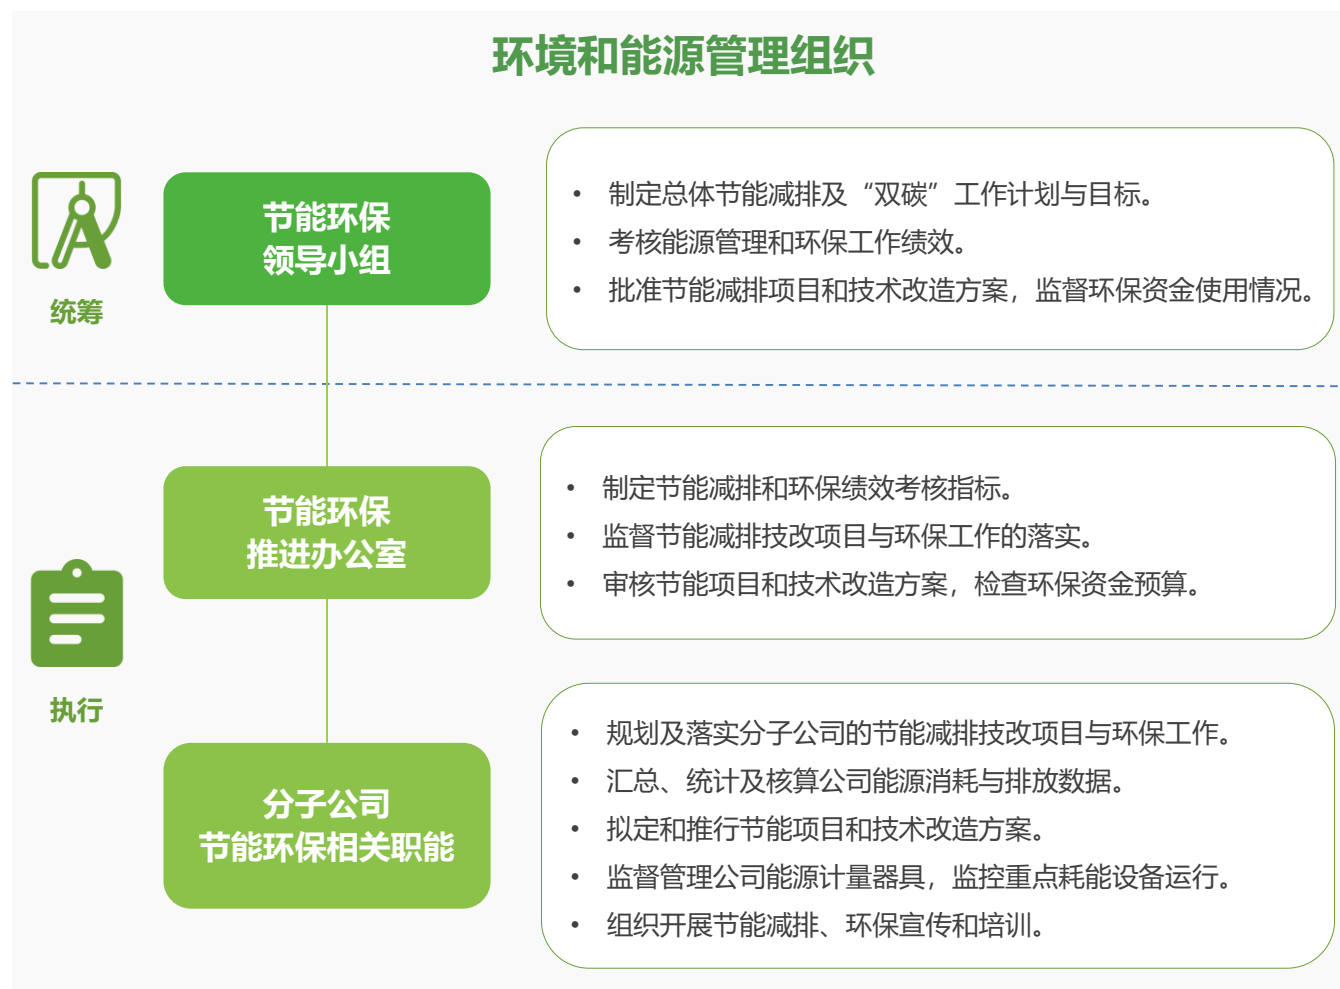 环境和能源管理组织
统筹
节能环保
领导小组
• 制定总体节能减排及“双碳”工作计划与目标。
• 考核能源管理和环保工作绩效。
• 批准节能减排项目和技术改造方案，监督环保资金使用情况。
执行
节能环保
推进办公室
• 制定节能减排和环保绩效考核指标。
• 监督节能减排技改项目与环保工作的落实。
• 审核节能项目和技术改造方案，检查环保资金预算。
分子公司
节能环保相关职能
• 规划及落实分子公司的节能减排技改项目与环保工作。
• 汇总、统计及核算公司能源消耗与排放数据。
• 拟定和推行节能项目和技术改造方案。
• 监督管理公司能源计量器具，监控重点耗能设备运行。
• 组织开展节能减排、环保宣传和培训。